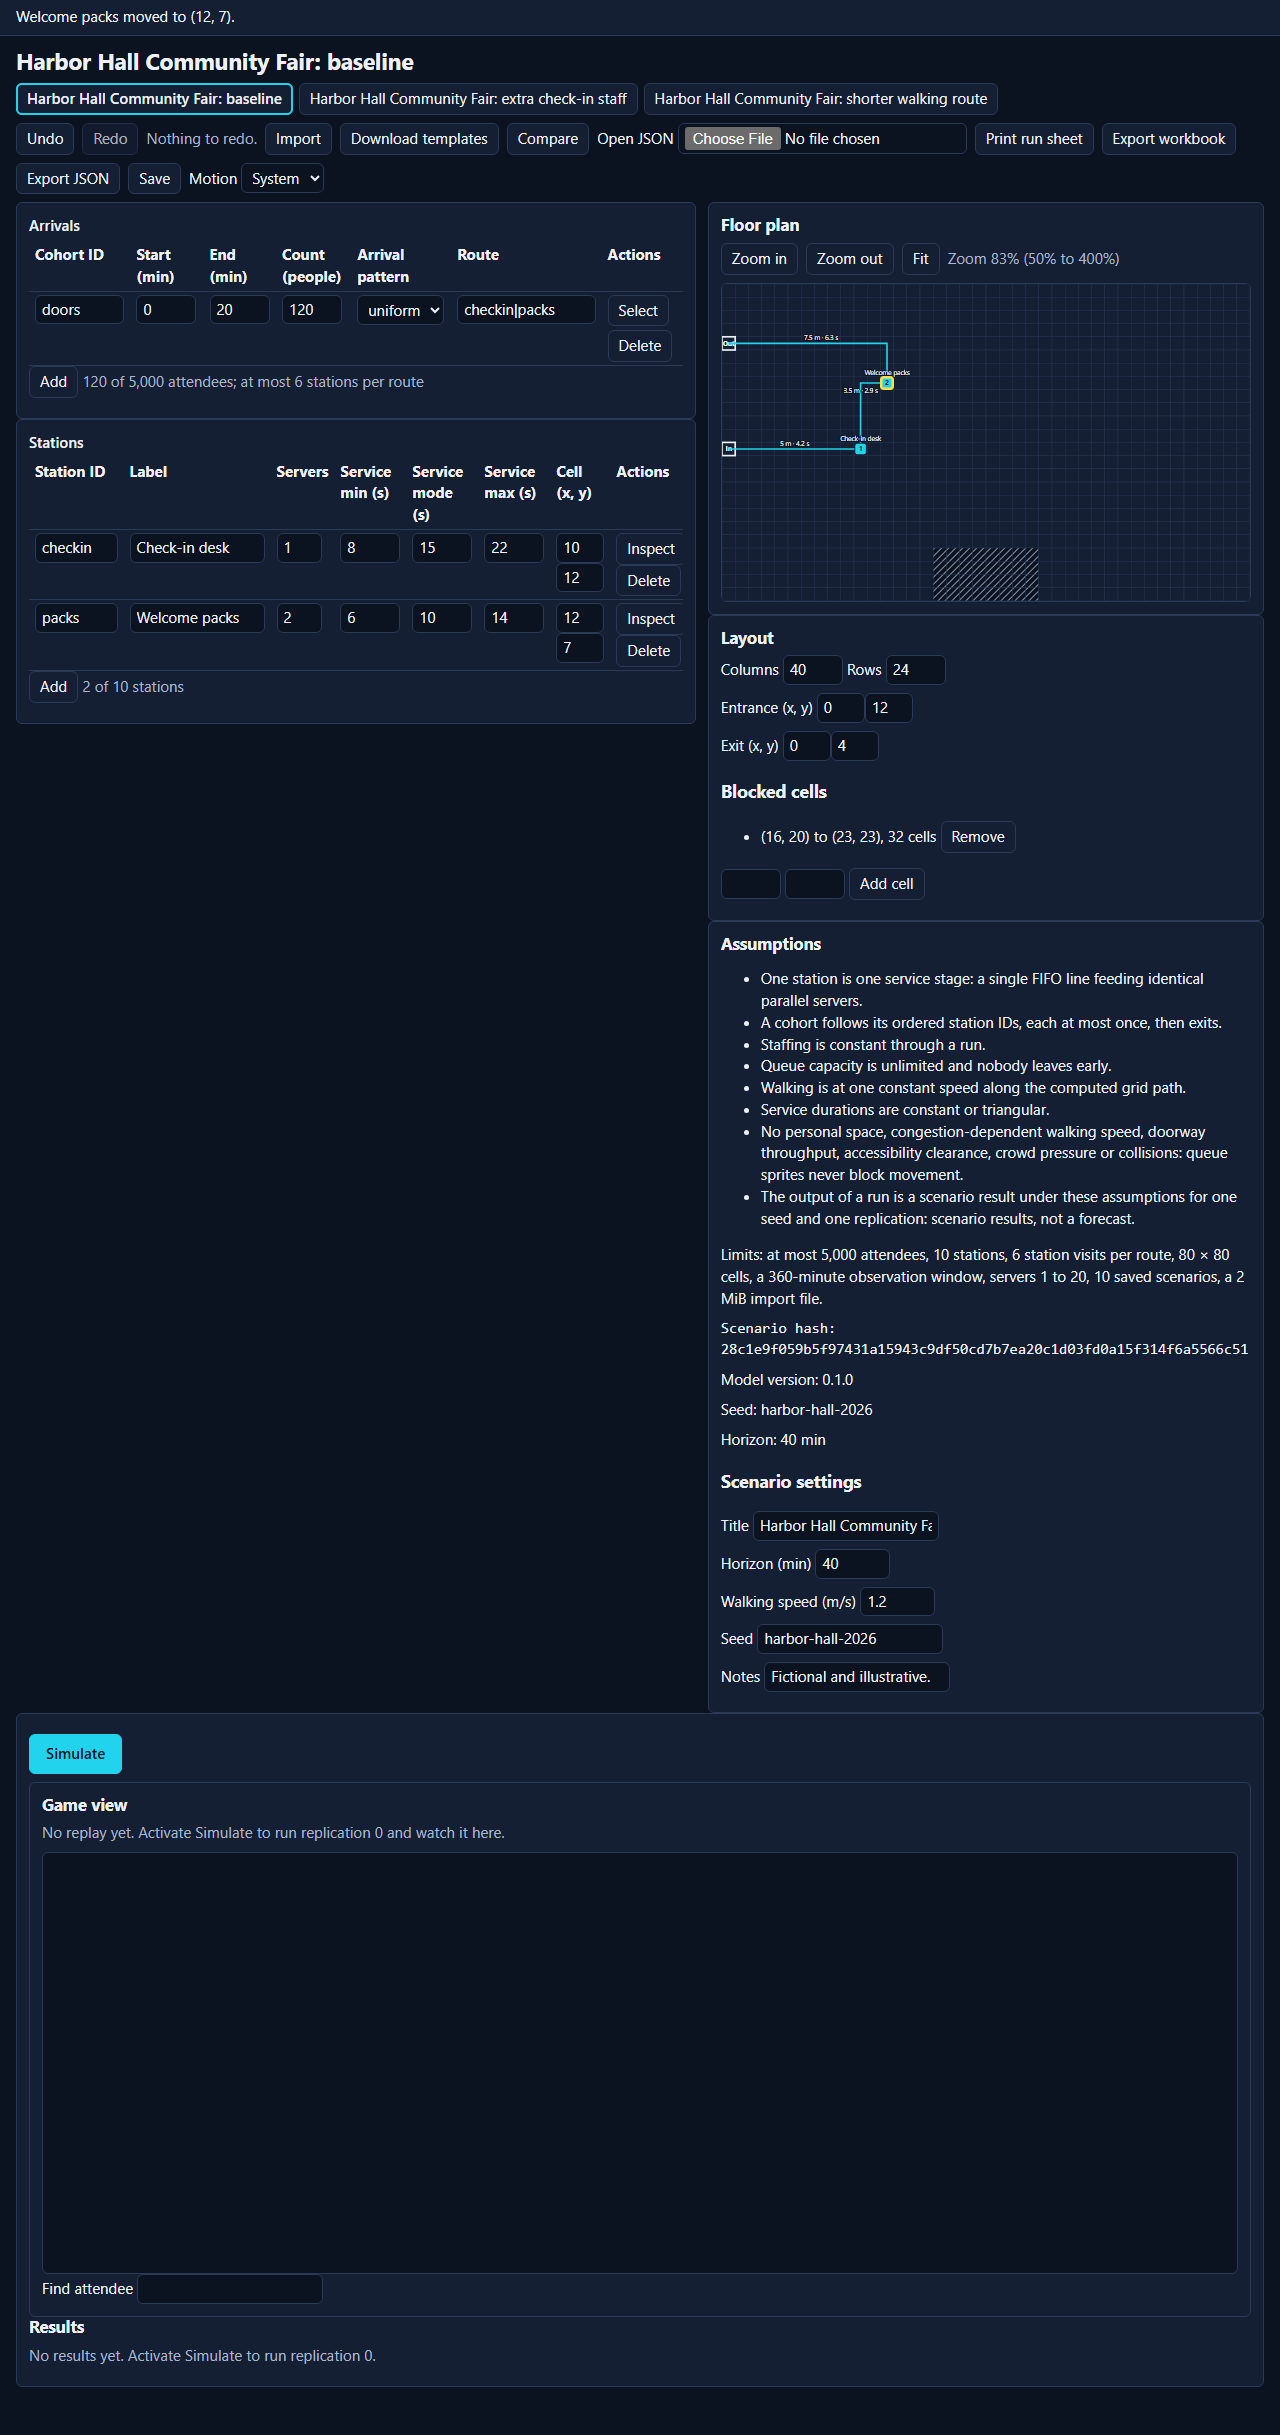 Welcome packs moved to (12, 7).
Harbor Hall Community Fair: baseline
Harbor Hall Community Fair: baseline
Harbor Hall Community Fair: extra check-in staff
Harbor Hall Community Fair: shorter walking route
Undo Redo Nothing to redo. Import Download templates Compare Open JSON Choose File No file chosen Print run sheet Export workbook
Export JSON Save Motion System
Arrivals
Cohort ID Start (min) End (min) Count (people) Arrival pattern Route Actions
doors 0 20 120 uniform checkin|packs Select
Delete
Add 120 of 5,000 attendees; at most 6 stations per route
Stations
Station ID Label Servers Service min (s) Service mode (s) Service max (s) Cell (x, y) Actions
checkin Check-in desk 1 8 15 22 10 Inspect
12 Delete
packs Welcome packs 2 6 10 14 12 Inspect
7 Delete
Add 2 of 10 stations
Floor plan
Zoom in Zoom out Fit Zoom 83% (50% to 400%)
7.5 m · 6.3 s
Out
Welcome packs
2
3.5 m · 2.9 s
Check-in desk
5 m · 4.2 s
In
1
Layout
Columns 40 Rows 24
Entrance (x, y) 0 12
Exit (x, y) 0 4
Blocked cells
• (16, 20) to (23, 23), 32 cells Remove
Add cell
Assumptions
• One station is one service stage: a single FIFO line feeding identical
parallel servers.
• A cohort follows its ordered station IDs, each at most once, then exits.
• Staffing is constant through a run.
• Queue capacity is unlimited and nobody leaves early.
• Walking is at one constant speed along the computed grid path.
• Service durations are constant or triangular.
• No personal space, congestion-dependent walking speed, doorway
throughput, accessibility clearance, crowd pressure or collisions: queue
sprites never block movement.
• The output of a run is a scenario result under these assumptions for one
seed and one replication: scenario results, not a forecast.
Limits: at most 5,000 attendees, 10 stations, 6 station visits per route, 80 × 80
cells, a 360-minute observation window, servers 1 to 20, 10 saved scenarios, a 2
MiB import file.
Scenario hash:
28c1e9f059b5f97431a15943c9df50cd7b7ea20c1d03fd0a15f314f6a5566c51
Model version: 0.1.0
Seed: harbor-hall-2026
Horizon: 40 min
Scenario settings
Title Harbor Hall Community Fa
Horizon (min) 40
Walking speed (m/s) 1.2
Seed harbor-hall-2026
Notes Fictional and illustrative.
Simulate
Game view
No replay yet. Activate Simulate to run replication 0 and watch it here.
Find attendee
Results
No results yet. Activate Simulate to run replication 0.